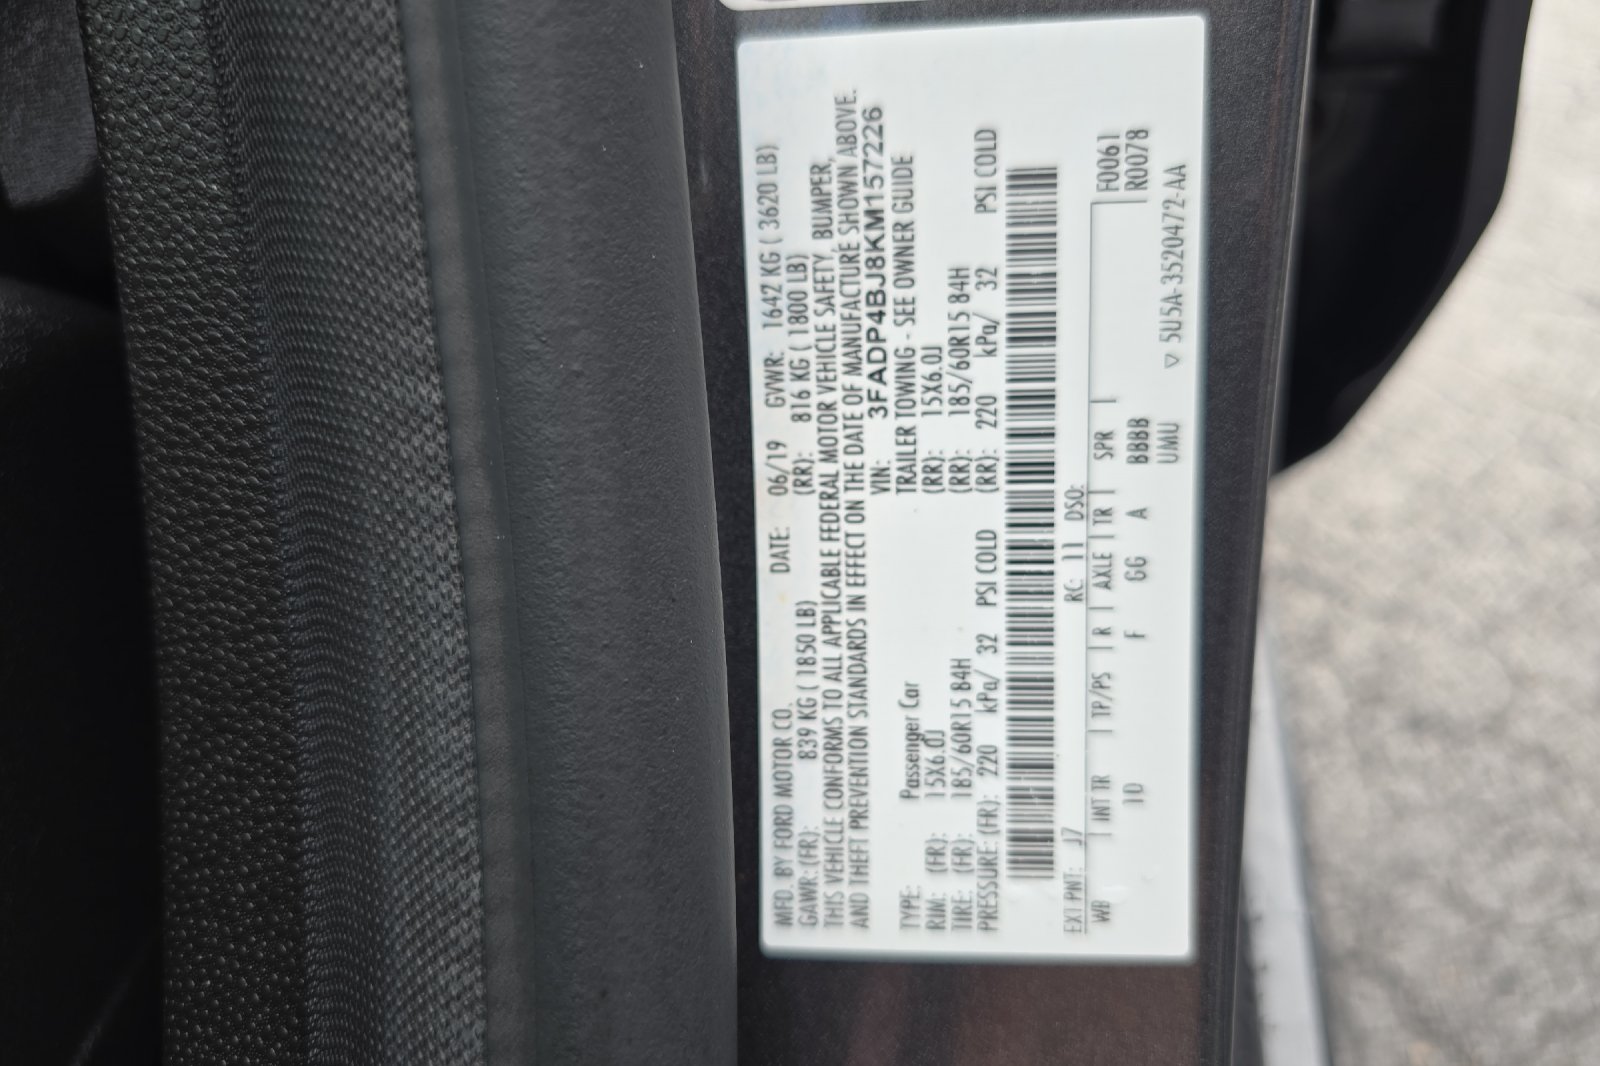 MFD. BY FORD MOTOR CO. DATE: 06/19 GVWR: 1642 KG ( 3620 LB)
GAWR: (FR): 839 KG ( 1850 LB) (RR): 816 KG ( 1800 LB)
THIS VEHICLE CONFORMS TO ALL APPLICABLE FEDERAL MOTOR VEHICLE SAFETY, BUMPER,
AND THEFT PREVENTION STANDARDS IN EFFECT ON THE DATE OF MANUFACTURE SHOWN ABOVE.
VIN: 3FADP4BJ8KM157226
TYPE: Passenger Car TRAILER TOWING - SEE OWNER GUIDE
RIM: (FR): 15X6.0J (RR): 15X6.0J
TIRE: (FR): 185/60R15 84H (RR): 185/60R15 84H
PRESSURE: (FR): 220 kPa/ 32 PSI COLD (RR): 220 kPa/ 32 PSI COLD
EXT PNT: J7 RC: 11 DSO: F0061
WB | INT TR | TP/PS | R | AXLE | TR | SPR | R0078
1D F GG A BBBB
UMU ▽ 5U5A-3520472-AA